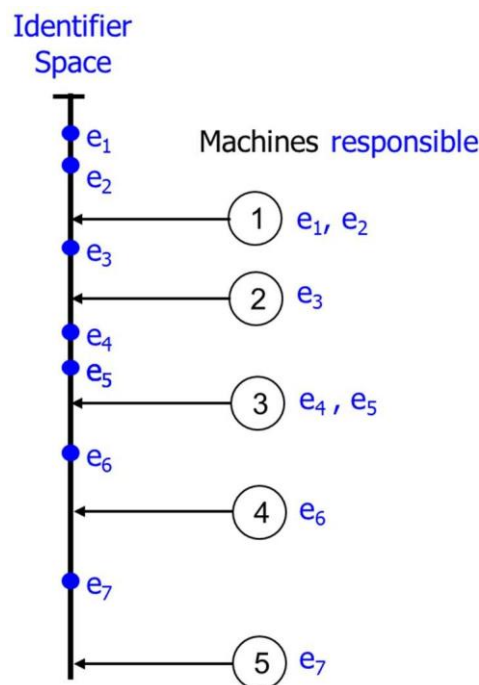 Identifier
Space
e₁
Machines responsible
e₂
1 e₁, e₂
e₃
2 e₃
e₄
e₅
3 e₄ , e₅
e₆
4 e₆
e₇
5 e₇